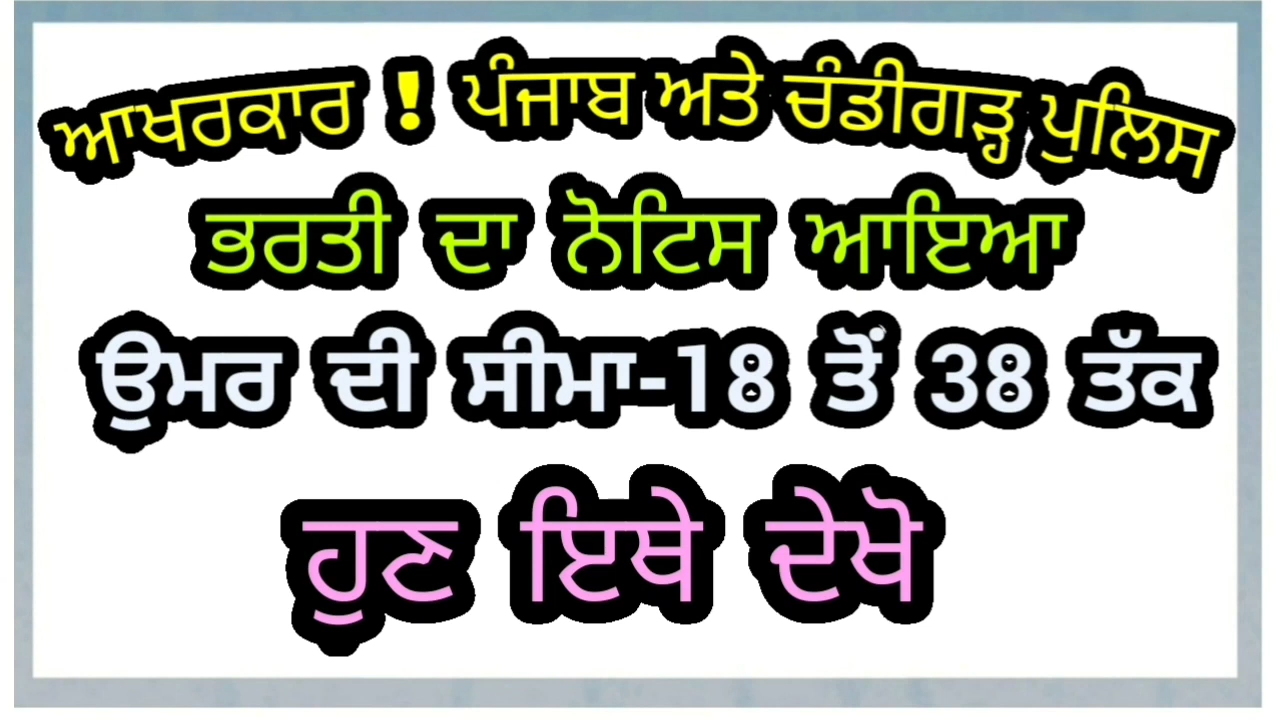 ਆਖਰਕਾਰ ! ਪੰਜਾਬ ਅਤੇ ਚੰਡੀਗੜ੍ਹ ਪੁਲਿਸ
ਭਰਤੀ ਦਾ ਨੋਟਿਸ ਆਇਆ
ਉਮਰ ਦੀ ਸੀਮਾ-18 ਤੋਂ 38 ਤੱਕ
ਹੁਣ ਇਥੇ ਦੇਖੋ